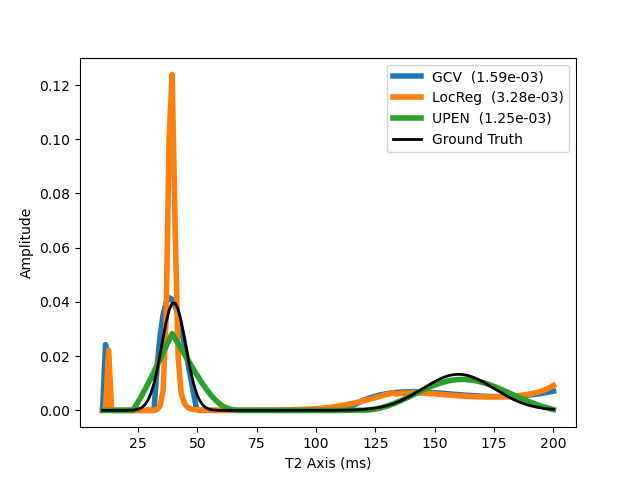 GCV (1.59e-03)
LocReg (3.28e-03)
UPEN (1.25e-03)
Ground Truth
0.12
0.10
0.08
0.06
0.04
0.02
0.00
Amplitude
25 50 75 100 125 150 175 200
T2 Axis (ms)